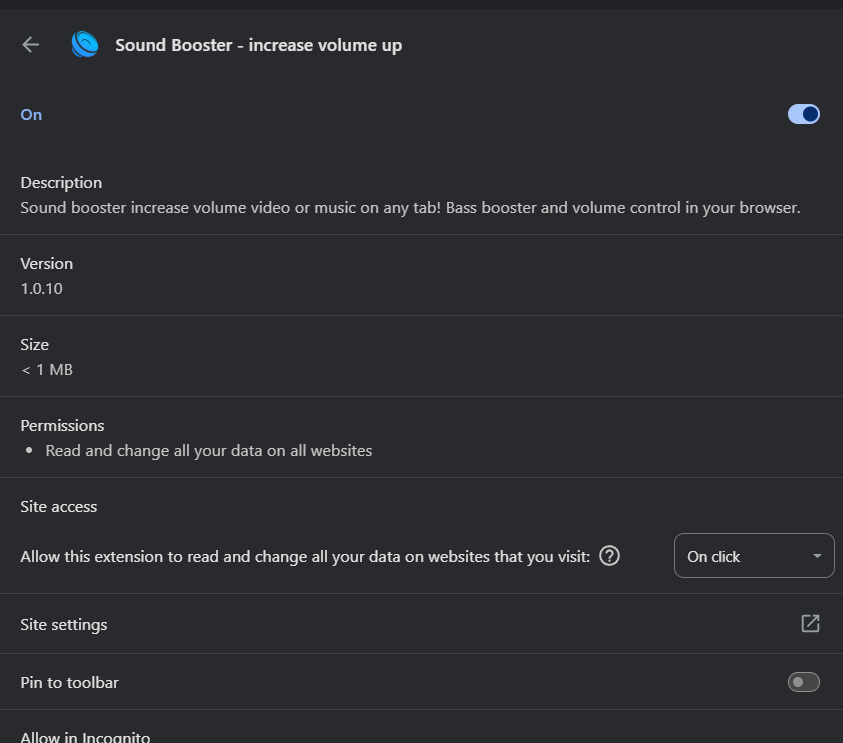 Sound Booster - increase volume up
On
Description
Sound booster increase volume video or music on any tab! Bass booster and volume control in your browser.
Version
1.0.10
Size
< 1 MB
Permissions
• Read and change all your data on all websites
Site access
Allow this extension to read and change all your data on websites that you visit: ? On click
Site settings
Pin to toolbar
Allow in Incognito